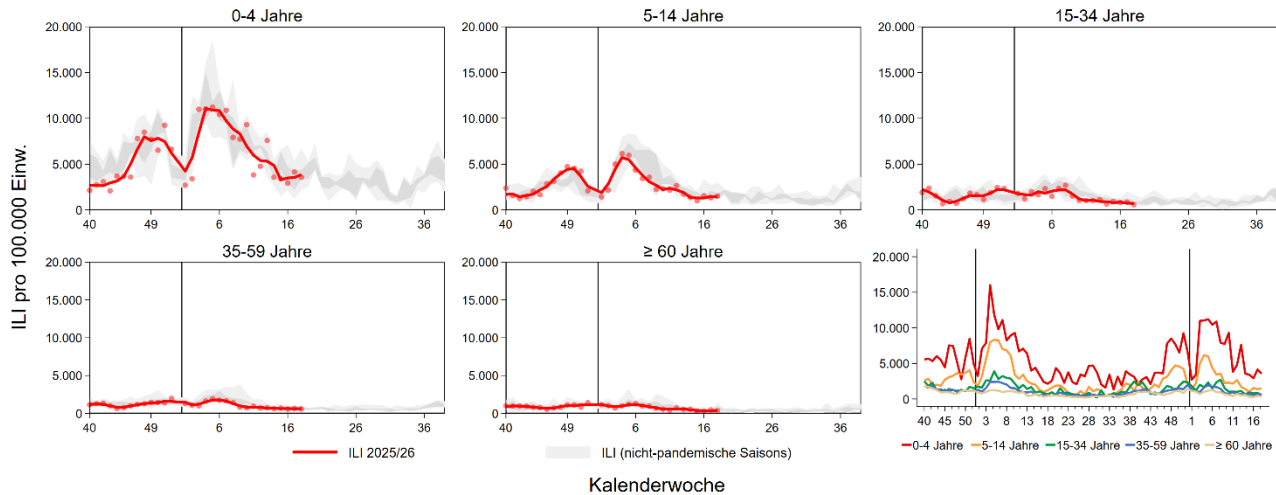 0-4 Jahre
20.000
15.000
10.000
5.000
0
40 49 6 16 26 36
5-14 Jahre
20.000
15.000
10.000
5.000
0
40 49 6 16 26 36
15-34 Jahre
20.000
15.000
10.000
5.000
0
40 49 6 16 26 36
ILI pro 100.000 Einw.
35-59 Jahre
20.000
15.000
10.000
5.000
0
40 49 6 16 26 36
≥ 60 Jahre
20.000
15.000
10.000
5.000
0
40 49 6 16 26 36
20.000
15.000
10.000
5.000
0
40 45 50 3 8 13 18 23 28 33 38 43 48 1 6 11 16
0-4 Jahre 5-14 Jahre 15-34 Jahre 35-59 Jahre ≥ 60 Jahre
ILI 2025/26
ILI (nicht-pandemische Saisons)
Kalenderwoche